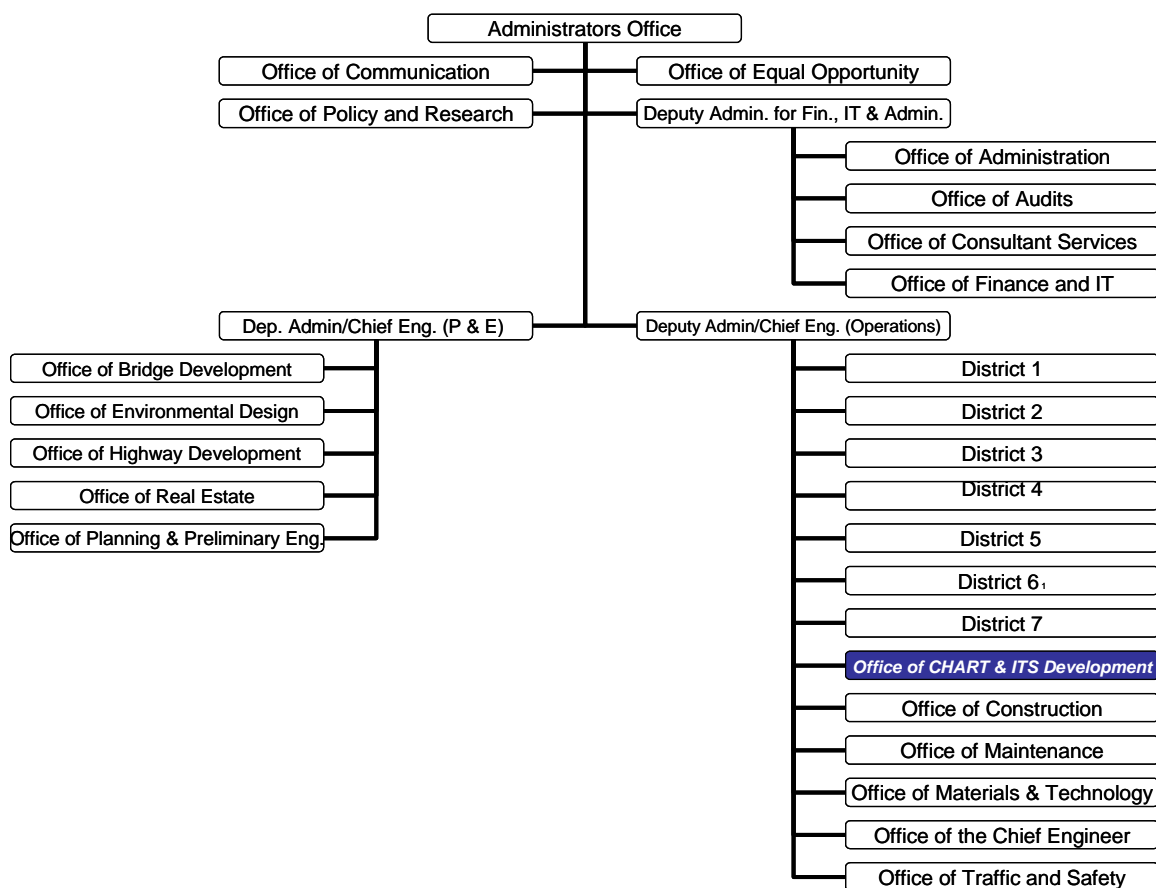 Administrators Office
Office of Communication
Office of Equal Opportunity
Office of Policy and Research
Deputy Admin. for Fin., IT & Admin.
Office of Administration
Office of Audits
Office of Consultant Services
Office of Finance and IT
Dep. Admin/Chief Eng. (P & E)
Deputy Admin/Chief Eng. (Operations)
Office of Bridge Development
Office of Environmental Design
Office of Highway Development
Office of Real Estate
Office of Planning & Preliminary Eng.
District 1
District 2
District 3
District 4
District 5
District 6 1
District 7
Office of CHART & ITS Development
Office of Construction
Office of Maintenance
Office of Materials & Technology
Office of the Chief Engineer
Office of Traffic and Safety